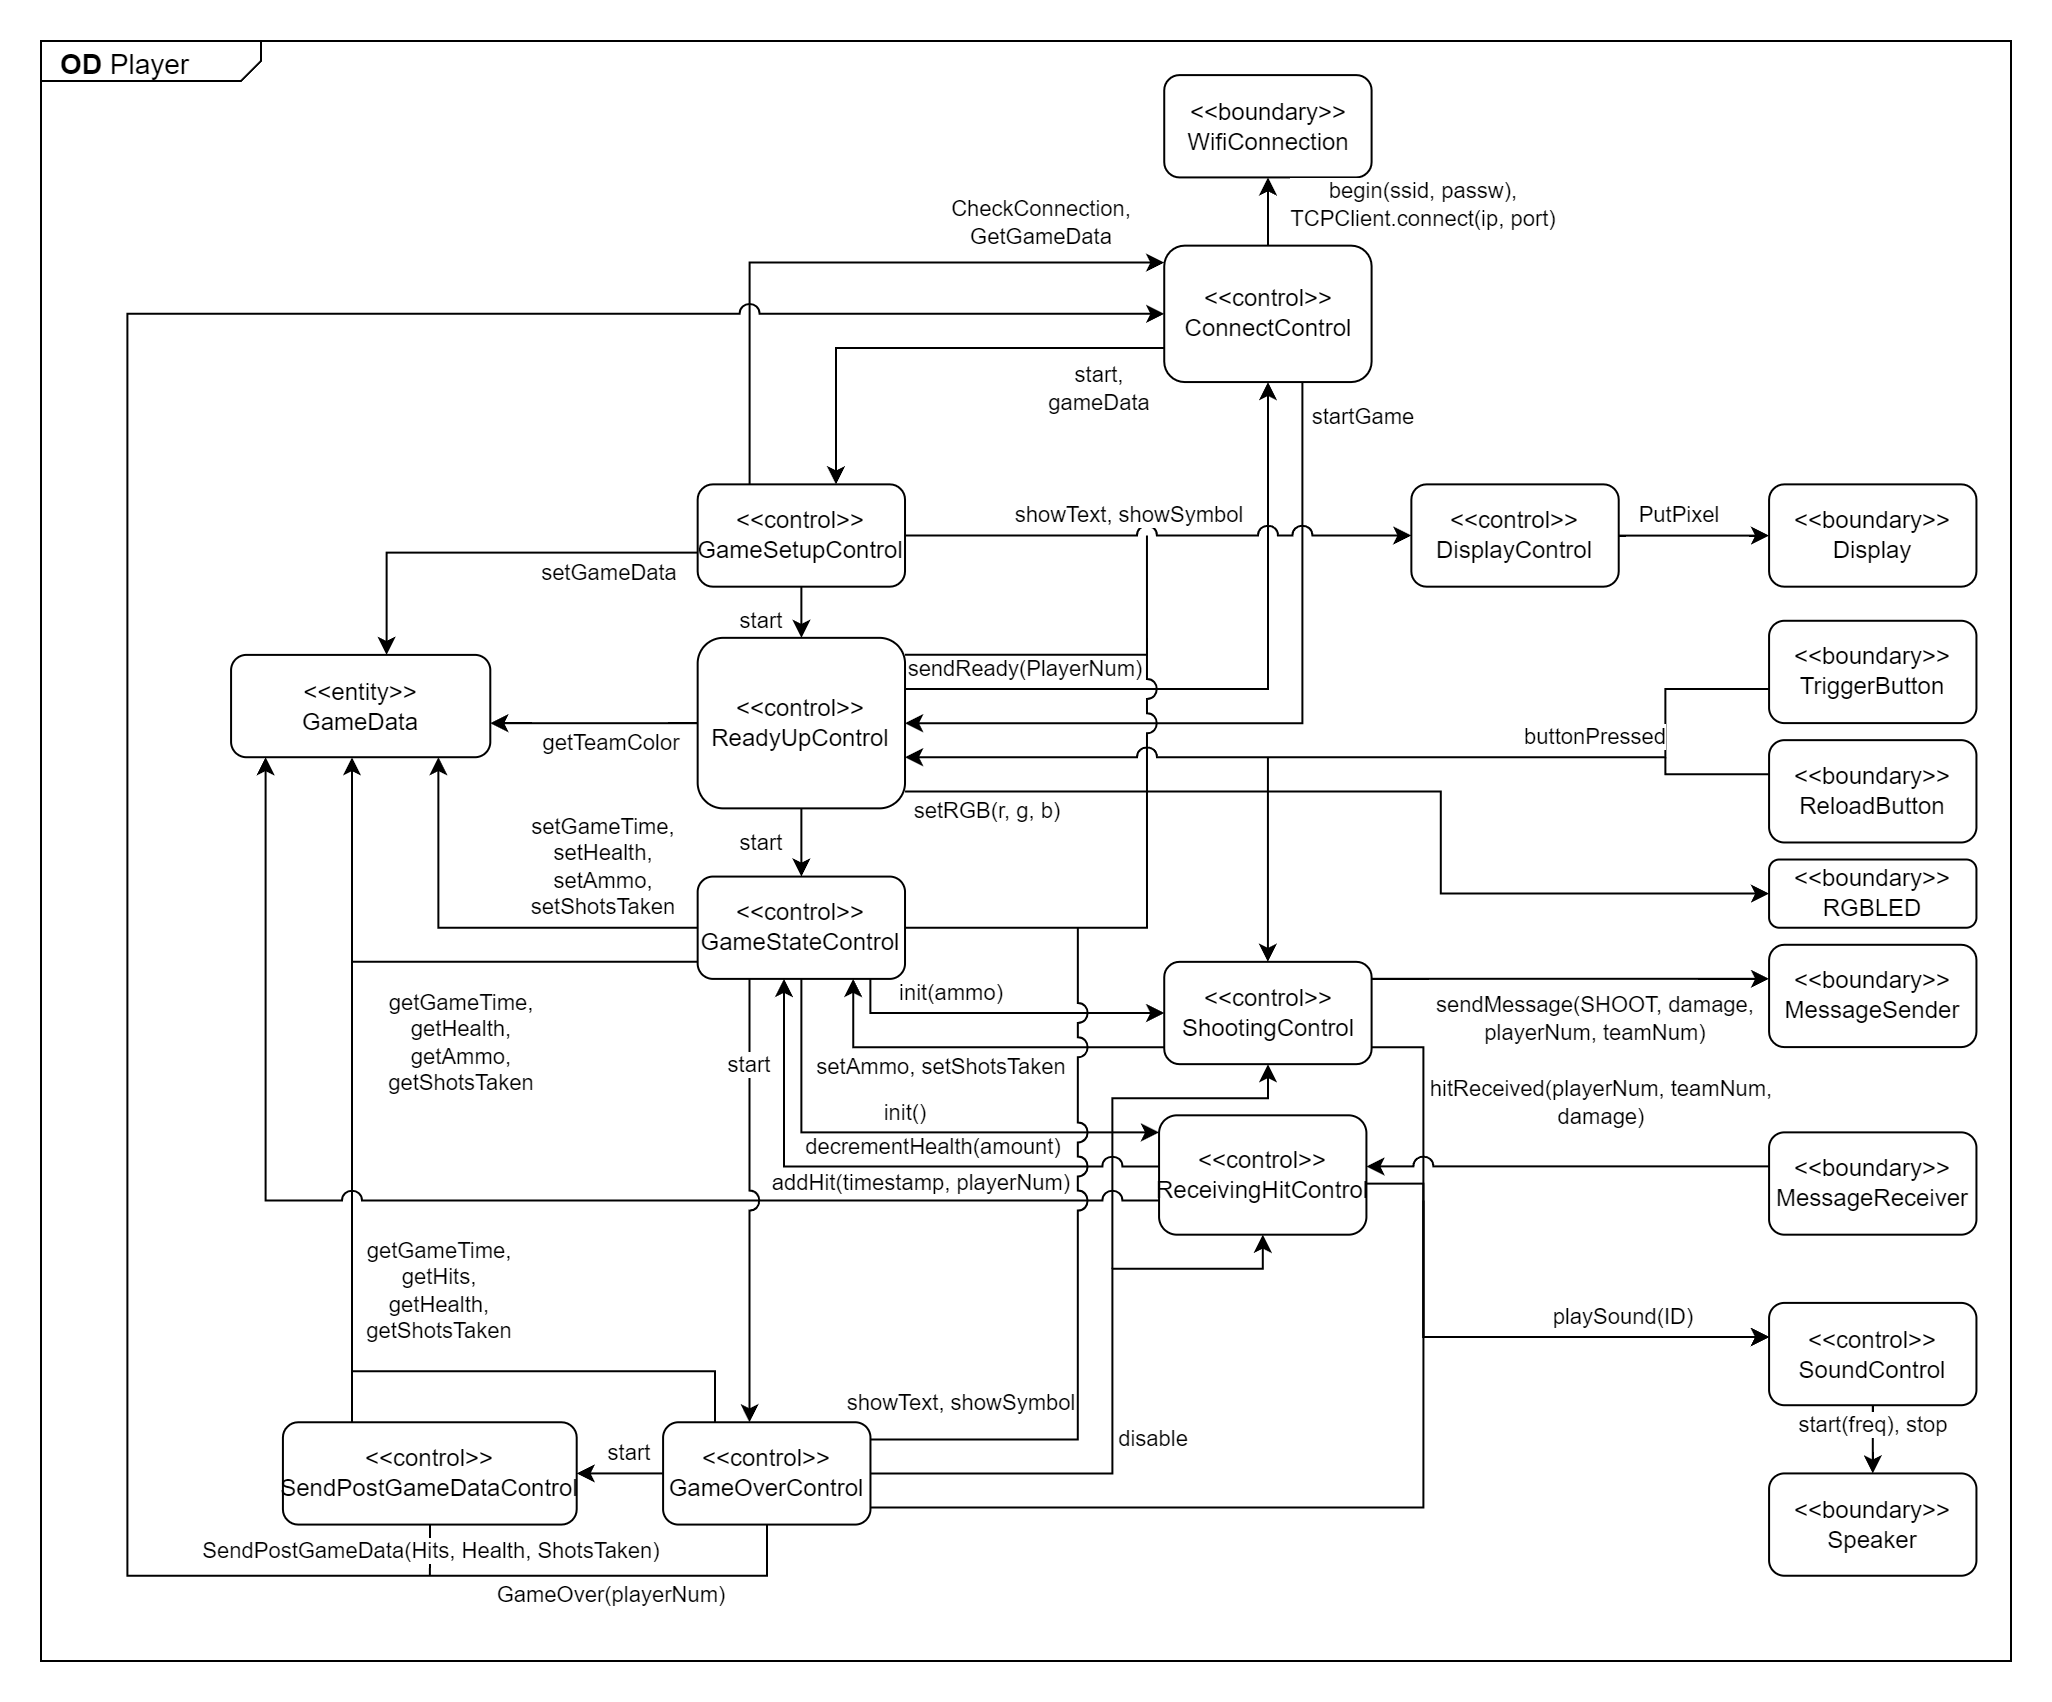 OD Player
<<boundary>>
WifiConnection
begin(ssid, passw),
TCPClient.connect(ip, port)
CheckConnection,
GetGameData
<<control>>
ConnectControl
start,
gameData
startGame
<<control>>
GameSetupControl
showText, showSymbol
<<control>>
DisplayControl
PutPixel
<<boundary>>
Display
setGameData
start
<<entity>>
GameData
getTeamColor
<<control>>
ReadyUpControl
sendReady(PlayerNum)
buttonPressed
<<boundary>>
TriggerButton
<<boundary>>
ReloadButton
setRGB(r, g, b)
<<boundary>>
RGBLED
setGameTime,
setHealth,
setAmmo,
setShotsTaken
start
<<control>>
GameStateControl
getGameTime,
getHealth,
getAmmo,
getShotsTaken
init(ammo)
<<control>>
ShootingControl
sendMessage(SHOOT, damage,
playerNum, teamNum)
<<boundary>>
MessageSender
start
setAmmo, setShotsTaken
hitReceived(playerNum, teamNum,
damage)
init()
decrementHealth(amount)
addHit(timestamp, playerNum)
<<control>>
ReceivingHitControl
<<boundary>>
MessageReceiver
getGameTime,
getHits,
getHealth,
getShotsTaken
playSound(ID)
<<control>>
SoundControl
start(freq), stop
<<boundary>>
Speaker
showText, showSymbol
disable
<<control>>
SendPostGameDataControl
start
<<control>>
GameOverControl
SendPostGameData(Hits, Health, ShotsTaken)
GameOver(playerNum)